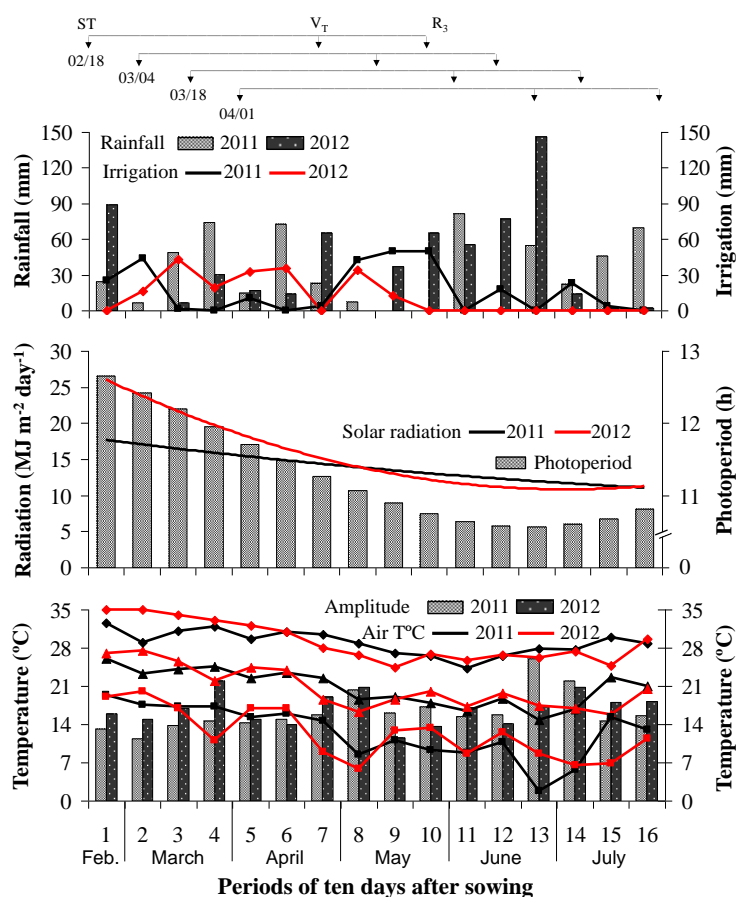 ST V_T R_3
02/18
03/04
03/18
04/01
Rainfall 2011 2012
Irrigation 2011 2012
Rainfall (mm)
150
120
90
60
30
0
Irrigation (mm)
150
120
90
60
30
0
Radiation (MJ m⁻² day⁻¹)
30
25
20
15
10
5
0
Solar radiation 2011 2012
Photoperiod
Photoperiod (h)
13
12
11
0
Temperature (ºC)
35
28
21
14
7
0
Amplitude 2011 2012
Air TºC 2011 2012
Temperature (ºC)
35
28
21
14
7
0
1 2 3 4 5 6 7 8 9 10 11 12 13 14 15 16
Feb. March April May June July
Periods of ten days after sowing